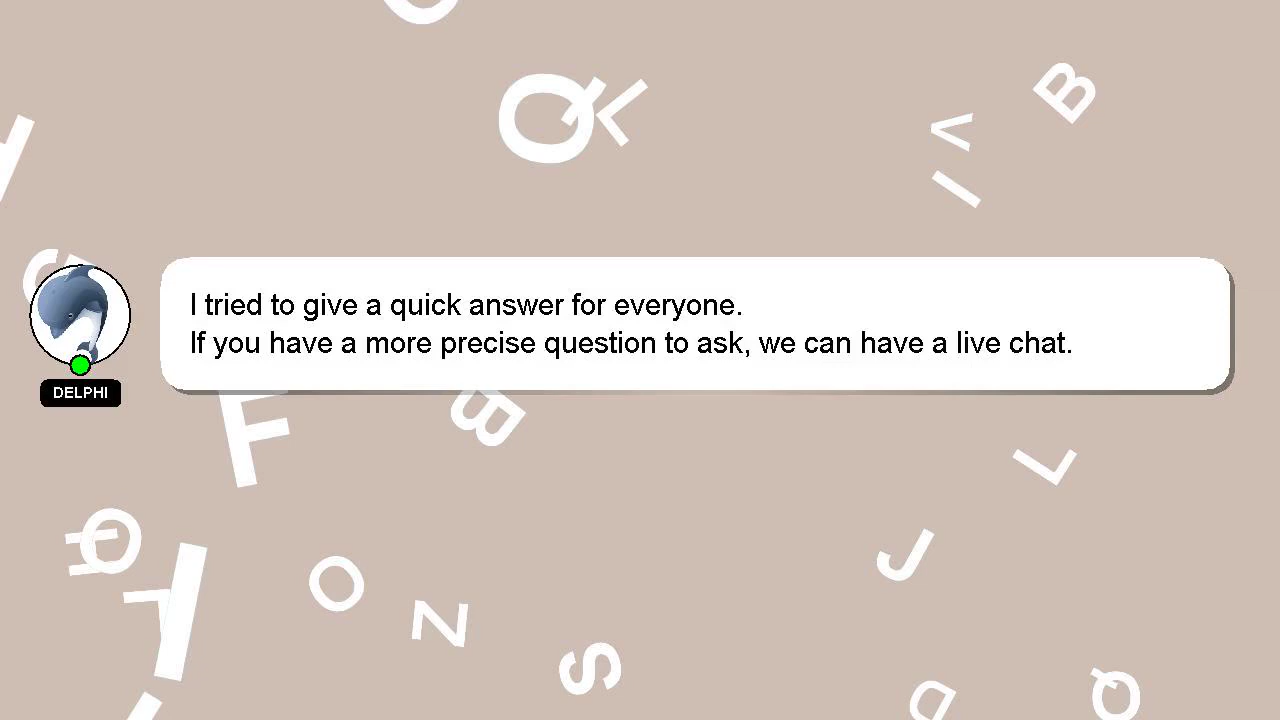 I tried to give a quick answer for everyone.
If you have a more precise question to ask, we can have a live chat.
DELPHI